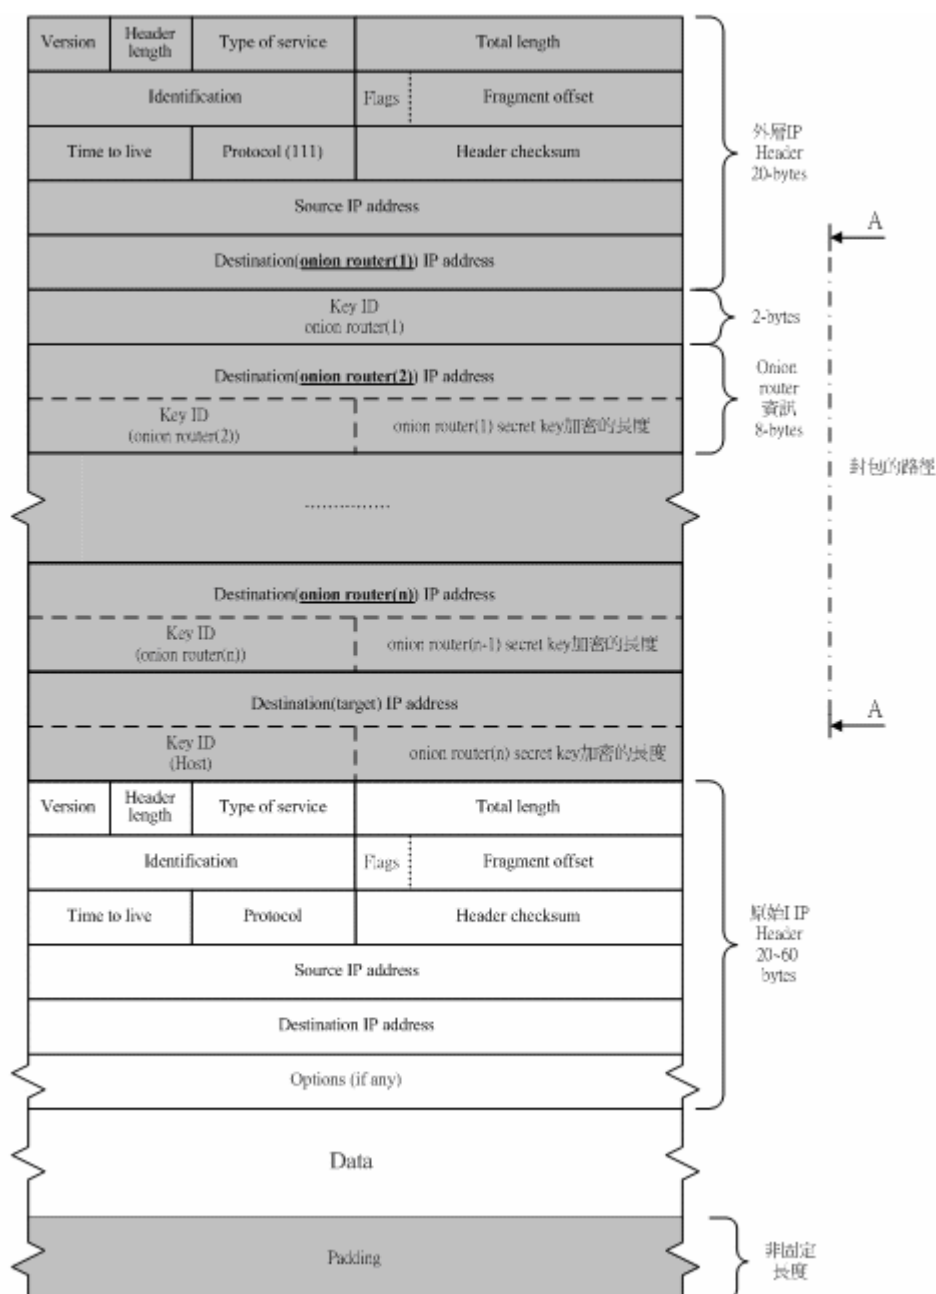 Version
Header
length
Type of service
Total length
Identification
Flags
Fragment offset
Time to live
Protocol (111)
Header checksum
Source IP address
Destination(onion router(1)) IP address
外層IP
Header
20-bytes
A
Key ID
onion router(1)
2-bytes
Destination(onion router(2)) IP address
Key ID
(onion router(2))
onion router(1) secret key加密的長度
Onion
router
資訊
8-bytes
封包的路徑
...............
Destination(onion router(n)) IP address
Key ID
(onion router(n))
onion router(n-1) secret key加密的長度
Destination(target) IP address
A
Key ID
(Host)
onion router(n) secret key加密的長度
Version
Header
length
Type of service
Total length
Identification
Flags
Fragment offset
Time to live
Protocol
Header checksum
Source IP address
Destination IP address
Options (if any)
原始I IP
Header
20~60
bytes
Data
Padding
非固定
長度